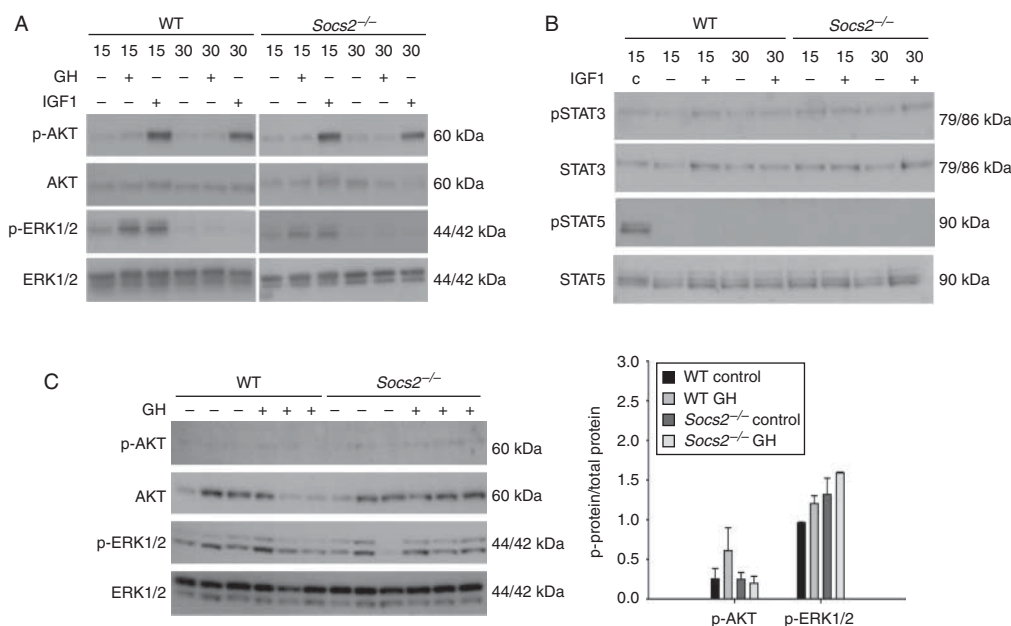 A
WT Socs2–/–
15 15 15 30 30 30 15 15 15 30 30 30
GH – + – – + – – + – – + –
IGF1 – – + – – + – – + – – +
p-AKT 60 kDa
AKT 60 kDa
p-ERK1/2 44/42 kDa
ERK1/2 44/42 kDa
B
WT Socs2–/–
15 15 15 30 30 15 15 30 30
IGF1 c – + – + – + – +
pSTAT3 79/86 kDa
STAT3 79/86 kDa
pSTAT5 90 kDa
STAT5 90 kDa
C
WT Socs2–/–
GH – – – + + + – – – + + +
p-AKT 60 kDa
AKT 60 kDa
p-ERK1/2 44/42 kDa
ERK1/2 44/42 kDa
p-protein/total protein
3.0
2.5
2.0
1.5
1.0
0.5
0.0
WT control
WT GH
Socs2–/– control
Socs2–/– GH
p-AKT p-ERK1/2